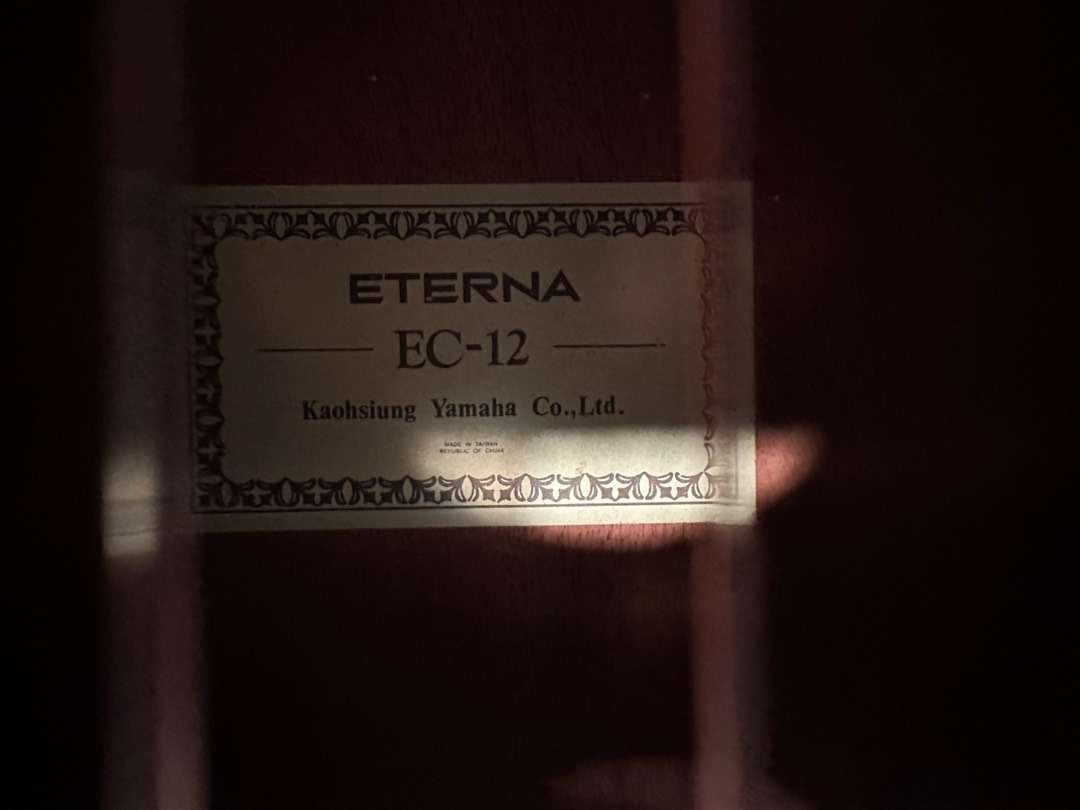 ETERNA
EC-12
Kaohsiung Yamaha Co.,Ltd.
MADE IN TAIWAN
REPUBLIC OF CHINA